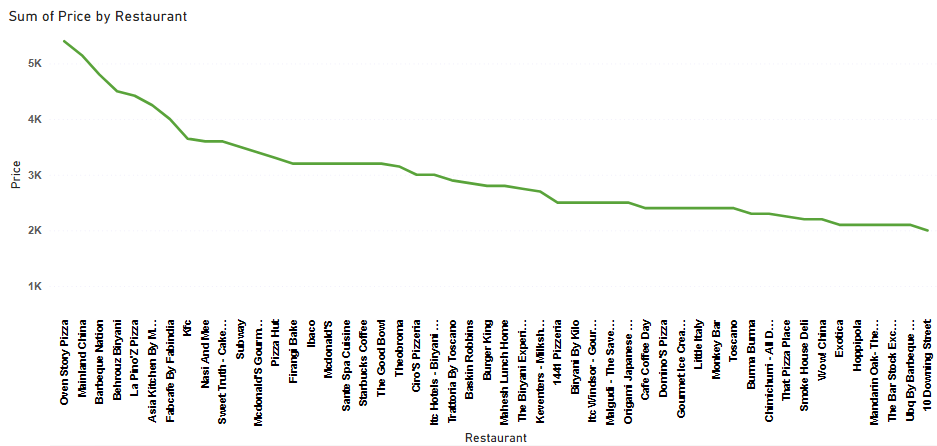 Sum of Price by Restaurant
5K
4K
3K
2K
1K
Price
Oven Story Pizza
Mainland China
Barbeque Nation
Behrouz Biryani
La Pino'Z Pizza
Asia Kitchen By M...
Fabcafe By Fabindia
Kfc
Nasi And Mee
Sweet Truth - Cake...
Subway
Mcdonald'S Gourm...
Pizza Hut
Firangi Bake
Ibaco
Mcdonald'S
Sante Spa Cuisine
Starbucks Coffee
The Good Bowl
Theobroma
Giro'S Pizzeria
Itc Hotels - Biryani ...
Trattoria By Toscano
Baskin Robbins
Burger King
Mahesh Lunch Home
The Biryani Experi...
Keventers - Milksh...
1441 Pizzeria
Biryani By Kilo
Itc Windsor - Gour...
Malgudi - The Save...
Origami Japanese ...
Cafe Coffee Day
Domino'S Pizza
Gourmet Ice Crea...
Little Italy
Monkey Bar
Toscano
Burma Burma
Chimichurri - All D...
That Pizza Place
Smoke House Deli
Wow! China
Exotica
Hoppipola
Mandarin Oak- The...
The Bar Stock Exc...
Ubq By Barbeque ...
10 Downing Street
Restaurant